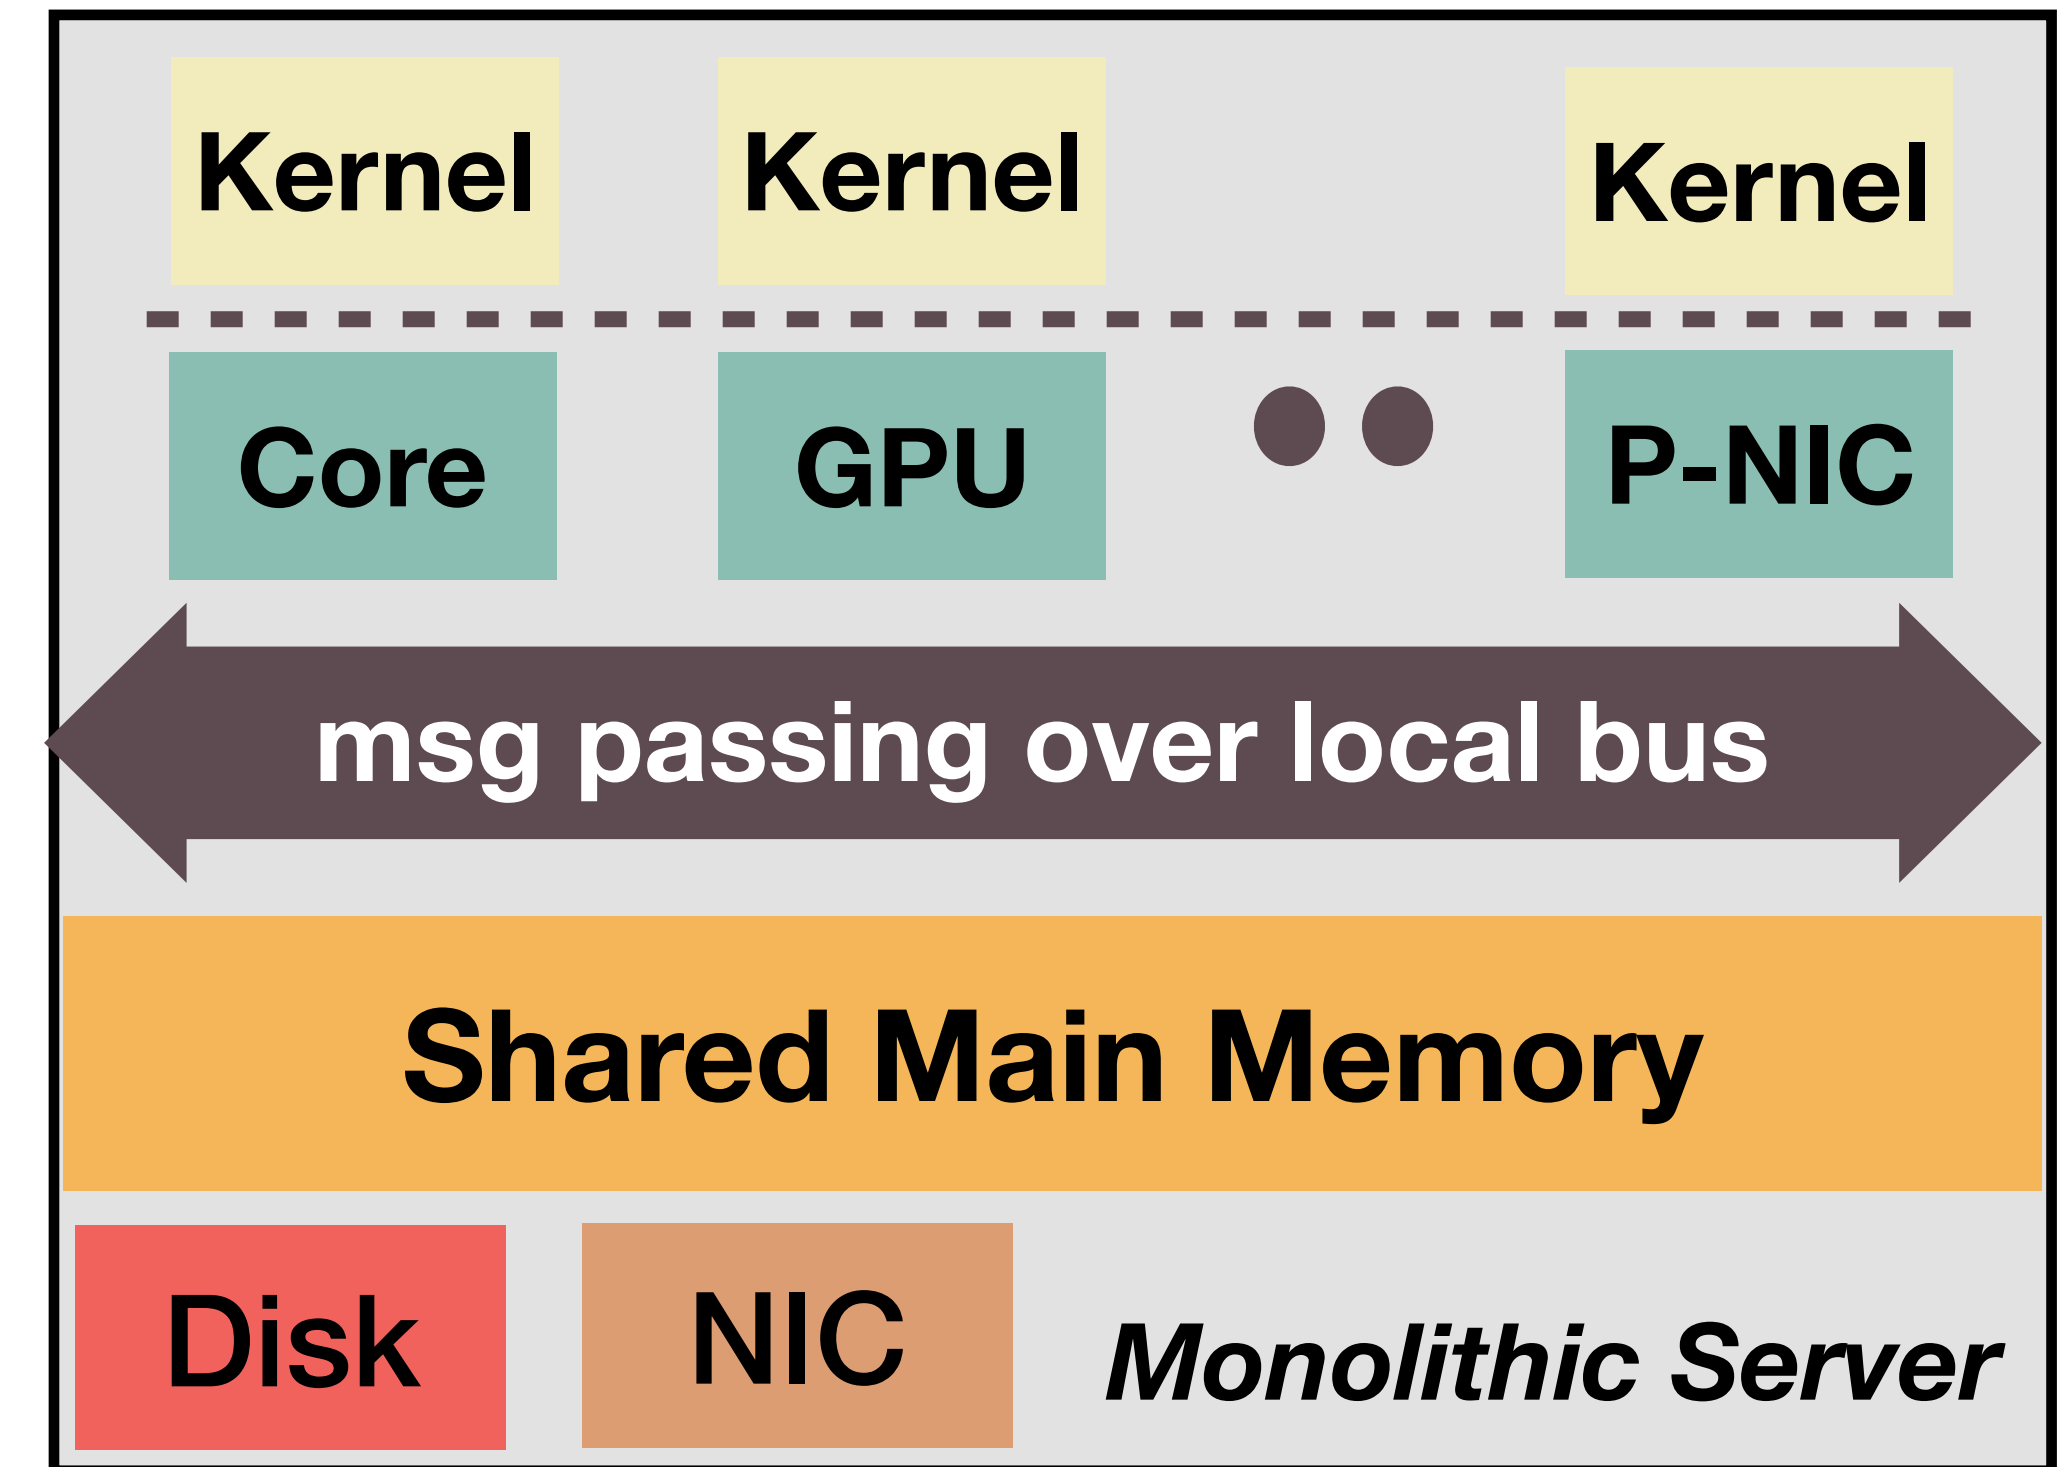 Kernel Kernel Kernel
Core GPU P-NIC
msg passing over local bus
Shared Main Memory
Disk NIC Monolithic Server